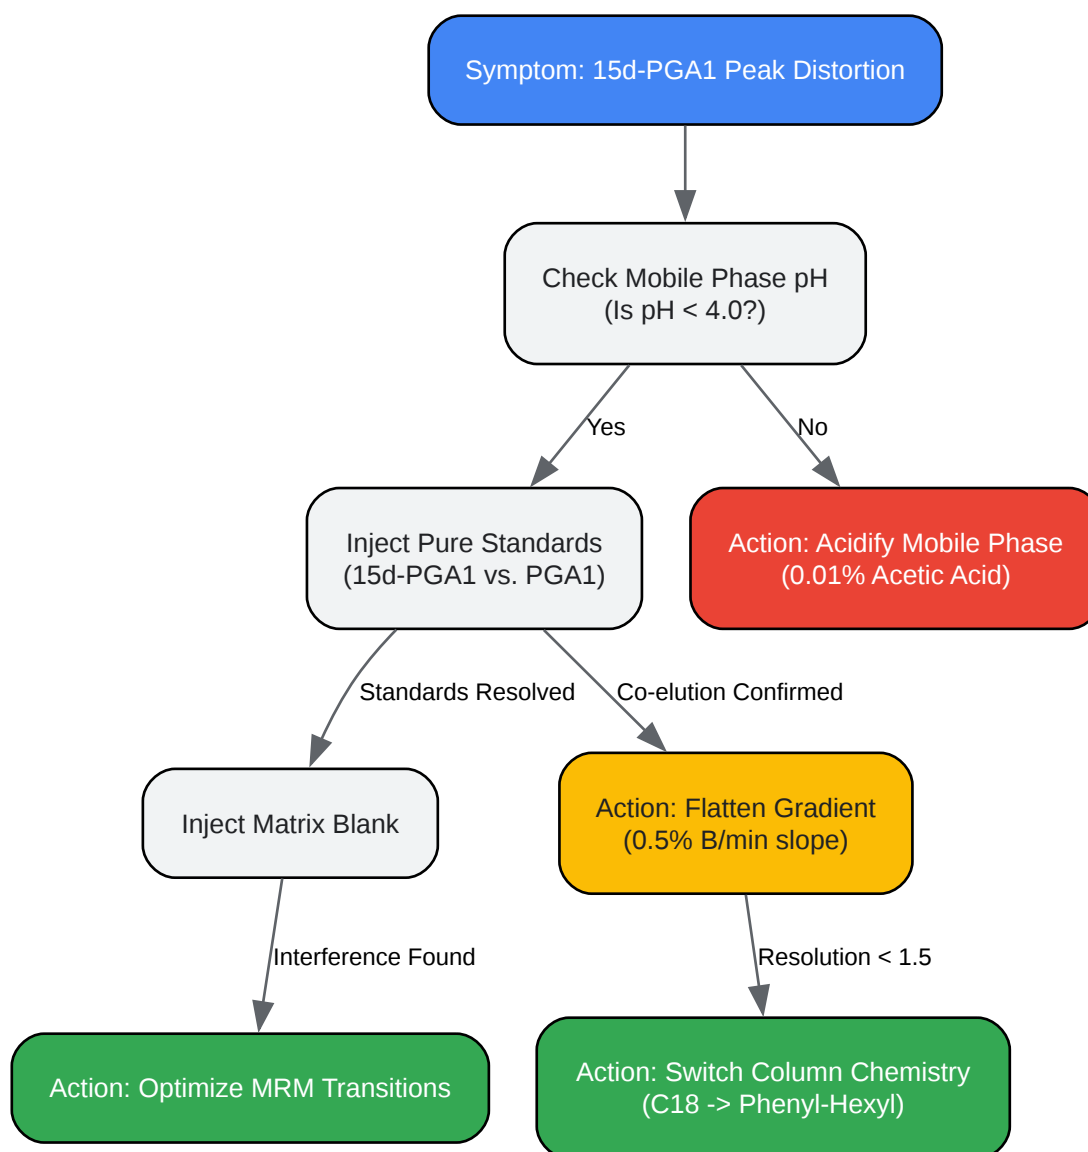 Symptom: 15d-PGA1 Peak Distortion
Check Mobile Phase pH
(Is pH < 4.0?)
Yes
No
Inject Pure Standards
(15d-PGA1 vs. PGA1)
Action: Acidify Mobile Phase
(0.01% Acetic Acid)
Standards Resolved
Co-elution Confirmed
Inject Matrix Blank
Action: Flatten Gradient
(0.5% B/min slope)
Interference Found
Resolution < 1.5
Action: Optimize MRM Transitions
Action: Switch Column Chemistry
(C18 -> Phenyl-Hexyl)